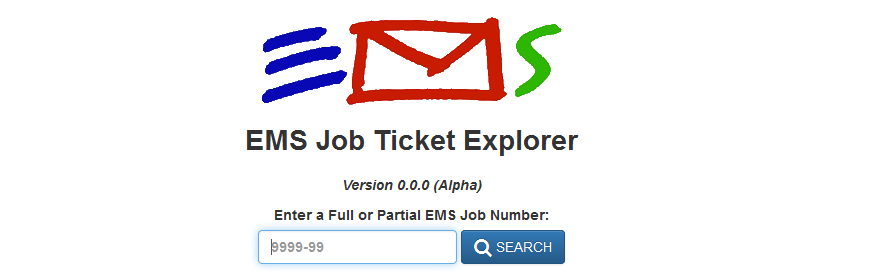 EMS
EMS Job Ticket Explorer
Version 0.0.0 (Alpha)
Enter a Full or Partial EMS Job Number:
9999-99 SEARCH